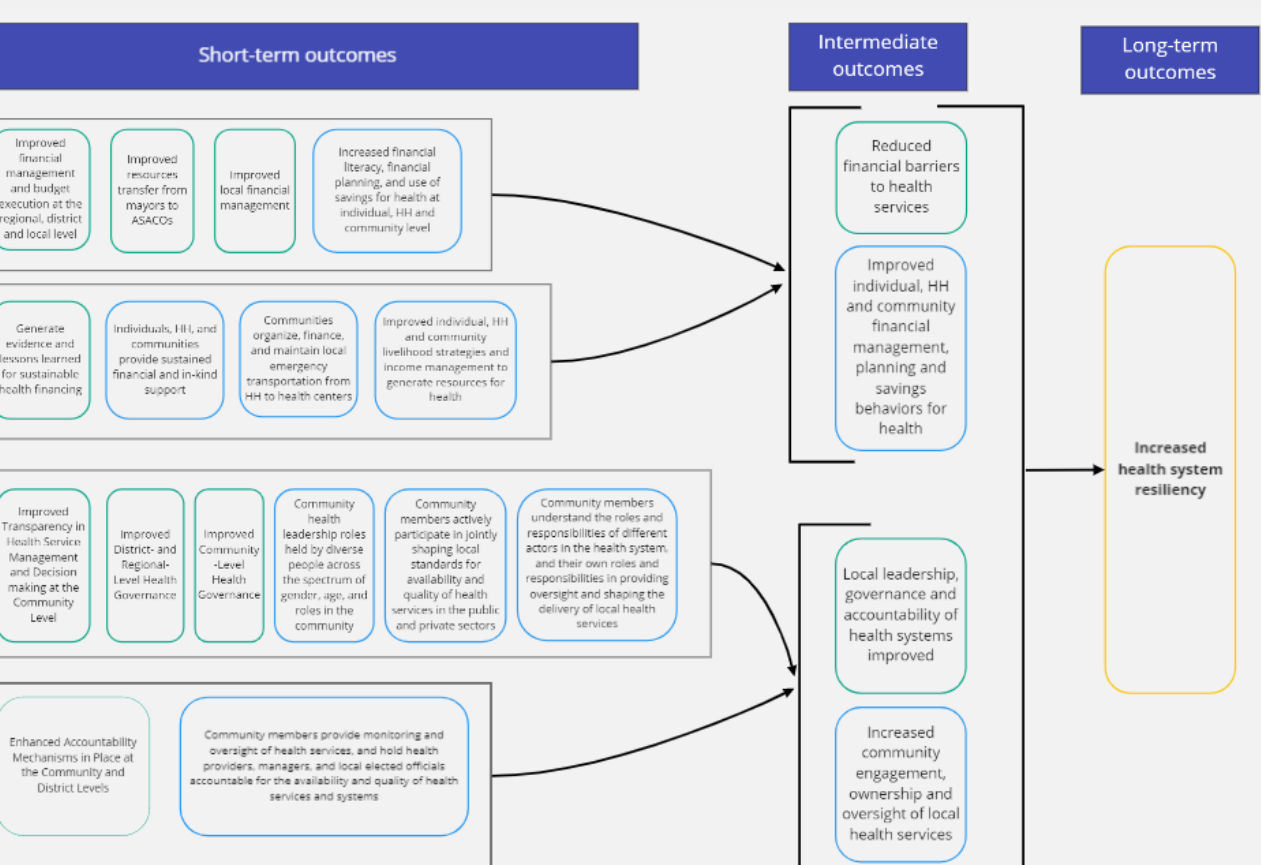 Short-term outcomes
Intermediate
outcomes
Long-term
outcomes
Improved
financial
management
and budget
execution at the
regional, district
and local level
Improved
resources
transfer from
mayors to
ASACOs
Improved
local financial
management
Increased financial
literacy, financial
planning, and use of
savings for health at
individual, HH and
community level
Generate
evidence and
lessons learned
for sustainable
health financing
Individuals, HH, and
communities
provide sustained
financial and in-kind
support
Communities
organize, finance,
and maintain local
emergency
transportation from
HH to health centers
Improved individual, HH
and community
livelihood strategies and
income management to
generate resources for
health
Improved
Transparency in
Health Service
Management
and Decision
making at the
Community
Level
Improved
District- and
Regional-
Level Health
Governance
Improved
Community
-Level
Health
Governance
Community
health
leadership roles
held by diverse
people across
the spectrum of
gender, age, and
roles in the
community
Community
members actively
participate in jointly
shaping local
standards for
availability and
quality of health
services in the public
and private sectors
Community members
understand the roles and
responsibilities of different
actors in the health system,
and their own roles and
responsibilities in providing
oversight and shaping the
delivery of local health
services
Enhanced Accountability
Mechanisms in Place at
the Community and
District Levels
Community members provide monitoring and
oversight of health services, and hold health
providers, managers, and local elected officials
accountable for the availability and quality of health
services and systems
Reduced
financial barriers
to health
services
Improved
individual, HH
and community
financial
management,
planning and
savings
behaviors for
health
Local leadership,
governance and
accountability of
health systems
improved
Increased
community
engagement,
ownership and
oversight of local
health services
Increased
health system
resiliency